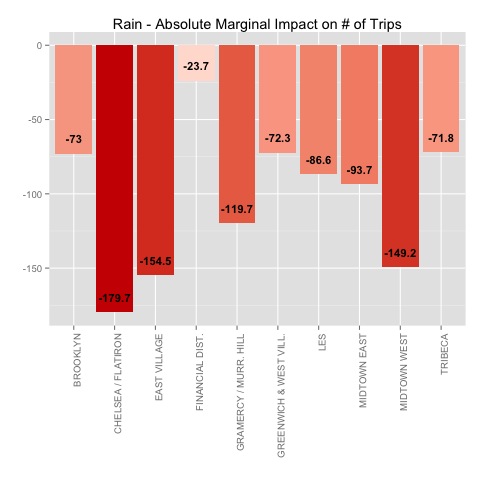 Rain - Absolute Marginal Impact on # of Trips
0
-50
-100
-150
-73
-179.7
-154.5
-23.7
-119.7
-72.3
-86.6
-93.7
-149.2
-71.8
BROOKLYN
CHELSEA / FLATIRON
EAST VILLAGE
FINANCIAL DIST.
GRAMERCY / MURR. HILL
GREENWICH & WEST VILL.
LES
MIDTOWN EAST
MIDTOWN WEST
TRIBECA